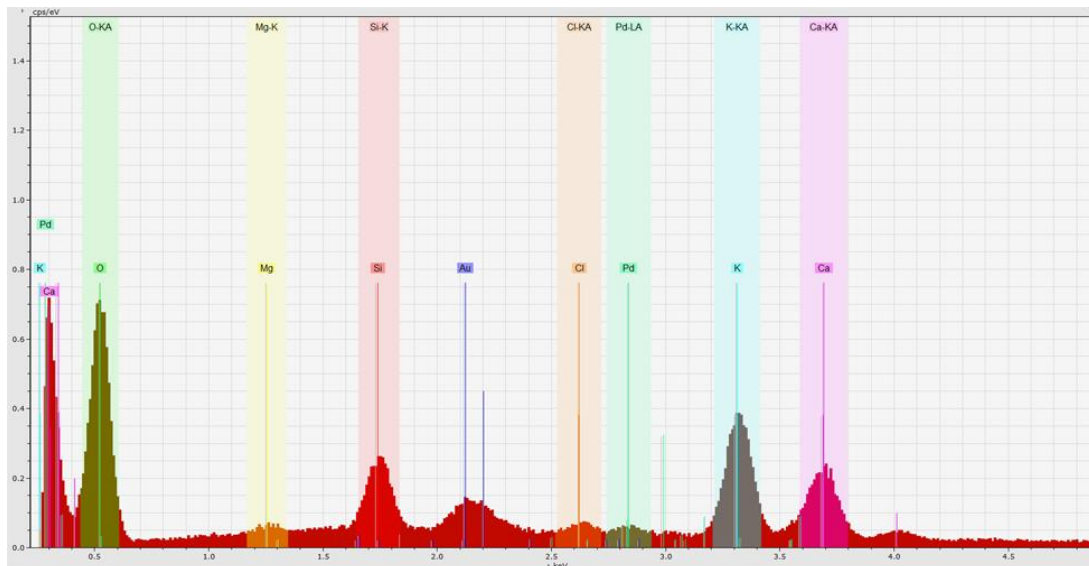 cps/eV
O-KA Mg-K Si-K Cl-KA Pd-LA K-KA Ca-KA
1.4
1.2
1.0
Pd
0.8
K O Mg Si Au Cl Pd K Ca
Ca
0.6
0.4
0.2
0.0
0.5 1.0 1.5 2.0 2.5 3.0 3.5 4.0 4.5
keV